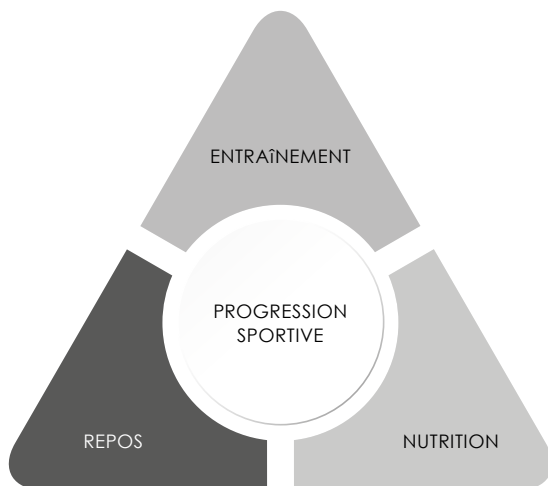 ENTRAîNEMENT
PROGRESSION
SPORTIVE
REPOS
NUTRITION